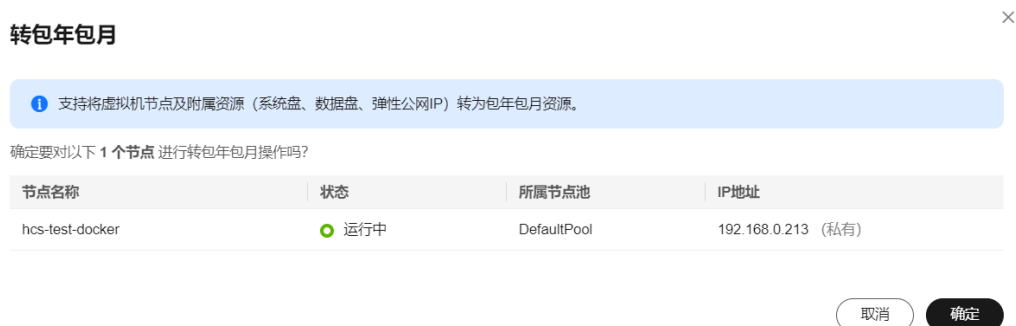 转包年包月
支持将虚拟机节点及附属资源（系统盘、数据盘、弹性公网IP）转为包年包月资源。
确定要对以下 1 个节点 进行转包年包月操作吗?
节点名称 状态 所属节点池 IP地址
hcs-test-docker 运行中 DefaultPool 192.168.0.213 （私有）
取消 确定